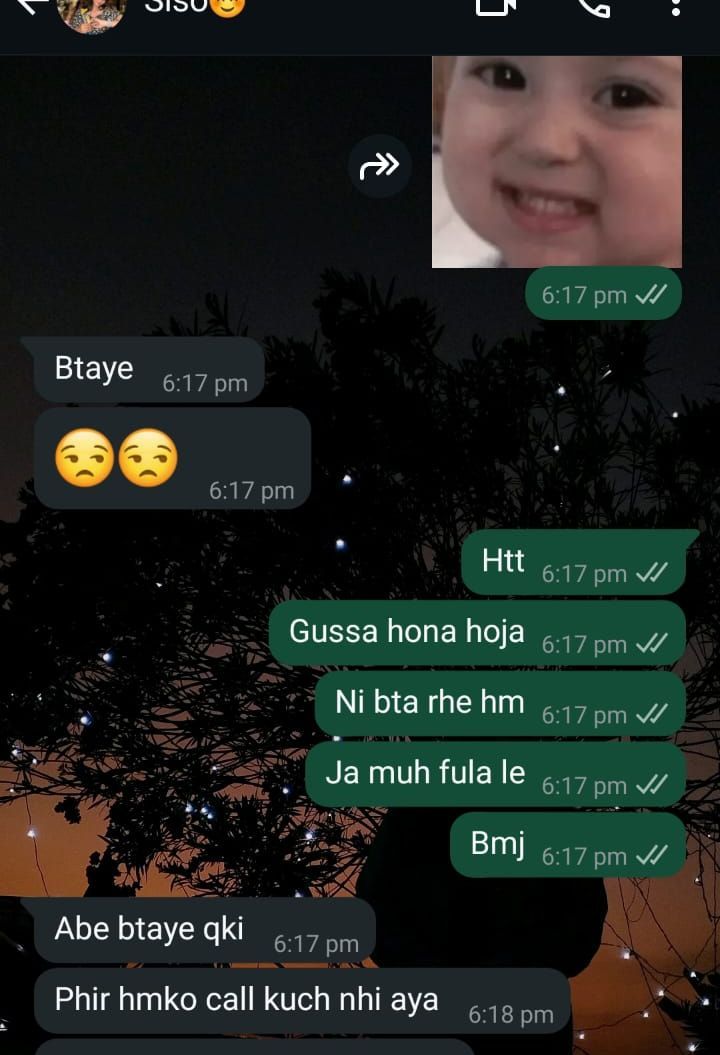 Siso😊
6:17 pm
Btaye 6:17 pm
😒😒
6:17 pm
Htt 6:17 pm
Gussa hona hoja 6:17 pm
Ni bta rhe hm 6:17 pm
Ja muh fula le 6:17 pm
Bmj 6:17 pm
Abe btaye qki 6:17 pm
Phir hmko call kuch nhi aya 6:18 pm